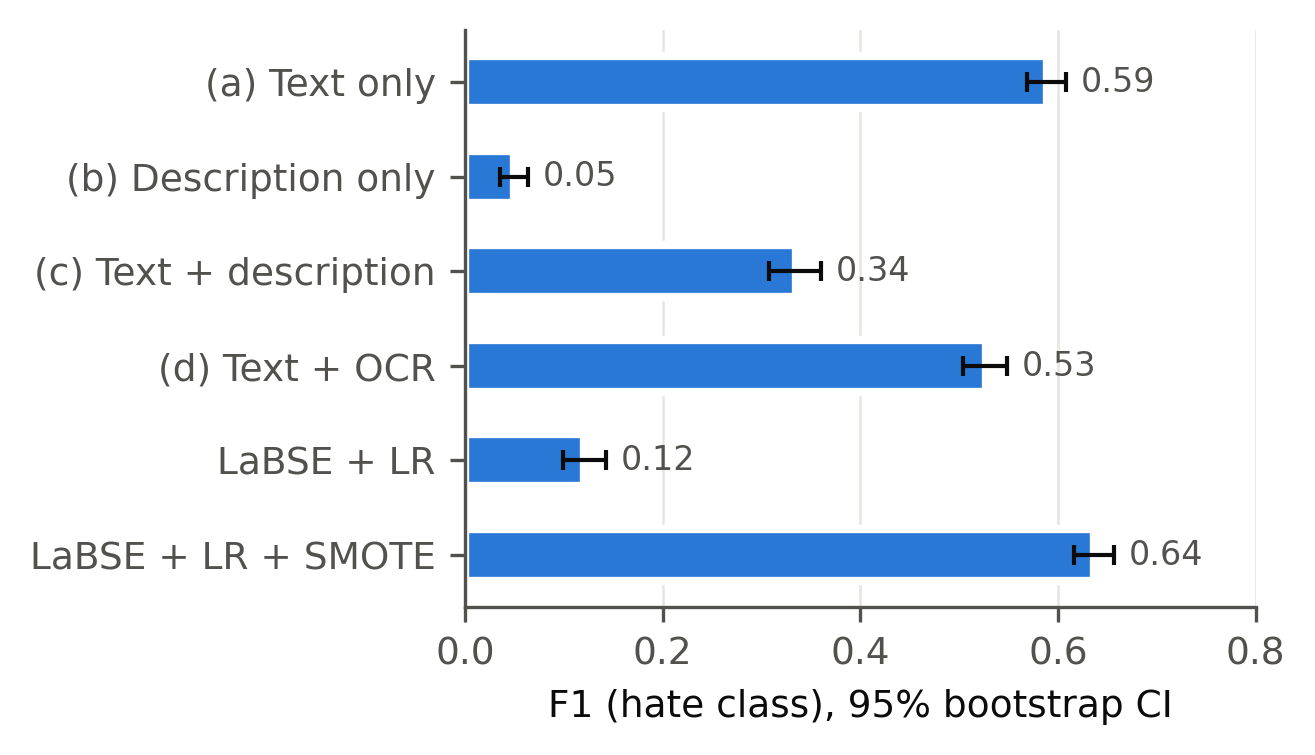 (a) Text only 0.59
(b) Description only 0.05
(c) Text + description 0.34
(d) Text + OCR 0.53
LaBSE + LR 0.12
LaBSE + LR + SMOTE 0.64
0.0 0.2 0.4 0.6 0.8
F1 (hate class), 95% bootstrap CI